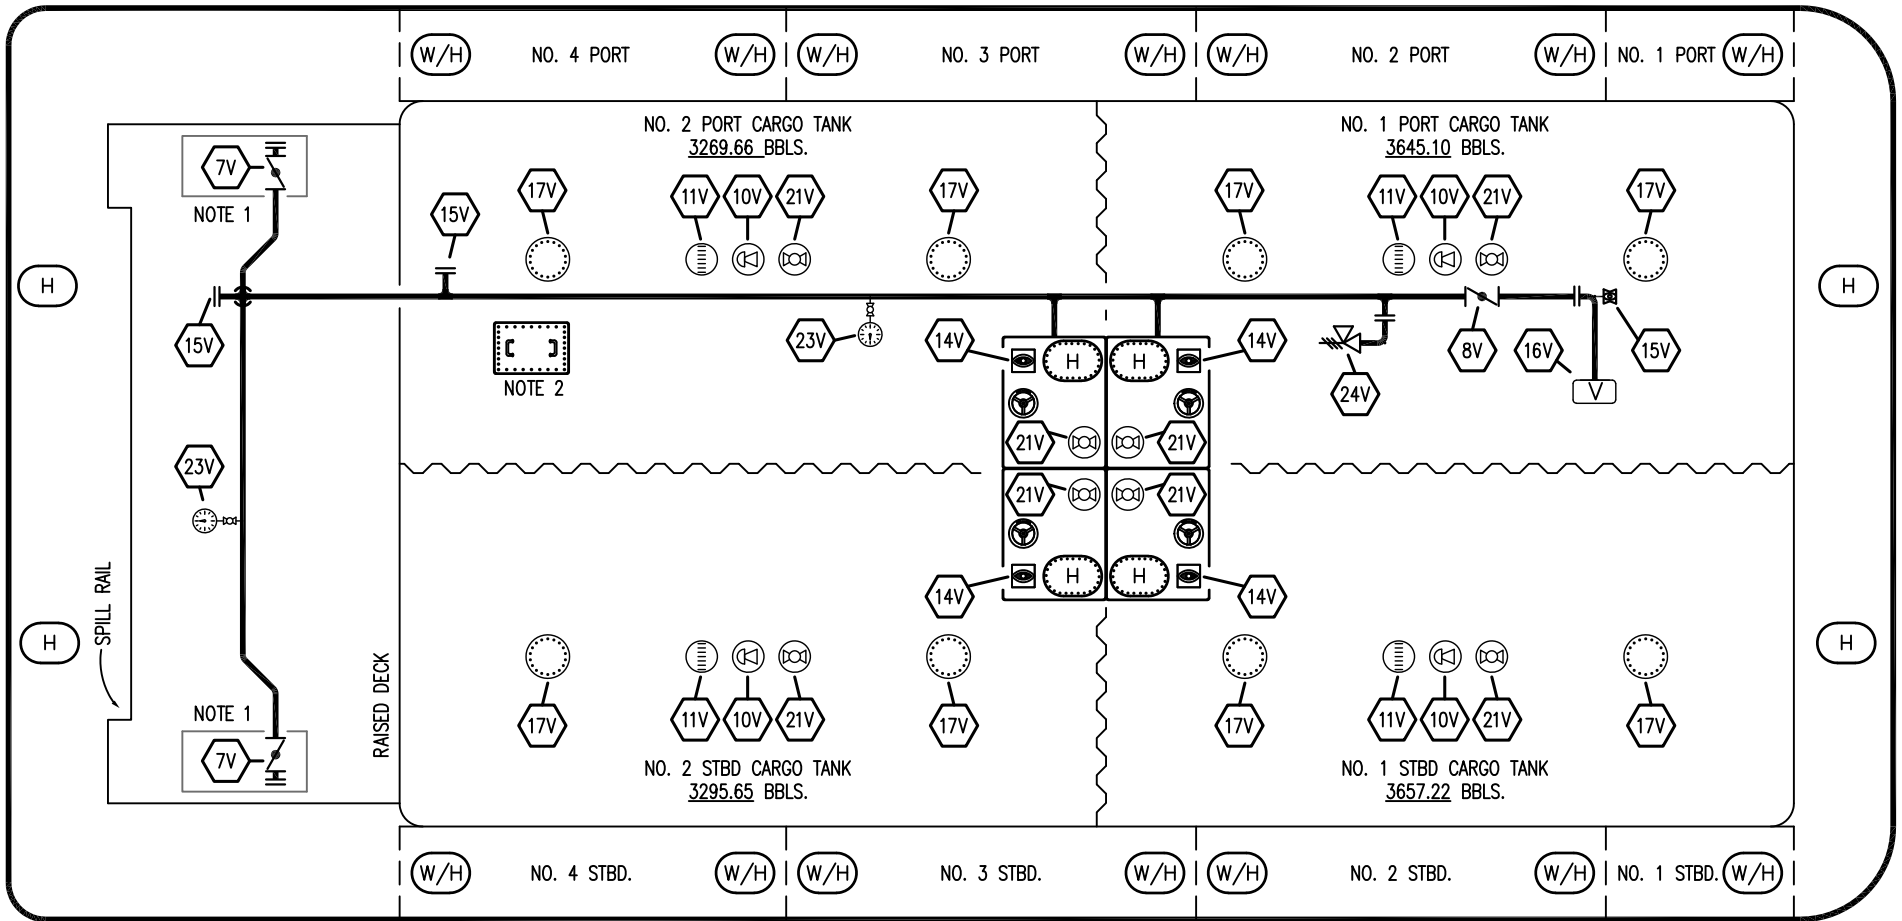 W/H NO. 4 PORT W/H W/H NO. 3 PORT W/H W/H NO. 2 PORT W/H NO. 1 PORT W/H
NO. 2 PORT CARGO TANK
3269.66 BBLS.
NO. 1 PORT CARGO TANK
3645.10 BBLS.
7V
NOTE 1
15V
17V
11V 10V 21V
17V
17V
11V 10V 21V
17V
H
H
15V
NOTE 2
23V
14V
H
H
14V
24V
8V
16V
V
15V
21V
21V
23V
21V
21V
SPILL RAIL
H
14V
H
H
14V
H
RAISED DECK
NOTE 1
7V
17V
11V 10V 21V
17V
17V
11V 10V 21V
17V
NO. 2 STBD CARGO TANK
3295.65 BBLS.
NO. 1 STBD CARGO TANK
3657.22 BBLS.
W/H NO. 4 STBD. W/H W/H NO. 3 STBD. W/H W/H NO. 2 STBD. W/H NO. 1 STBD. W/H